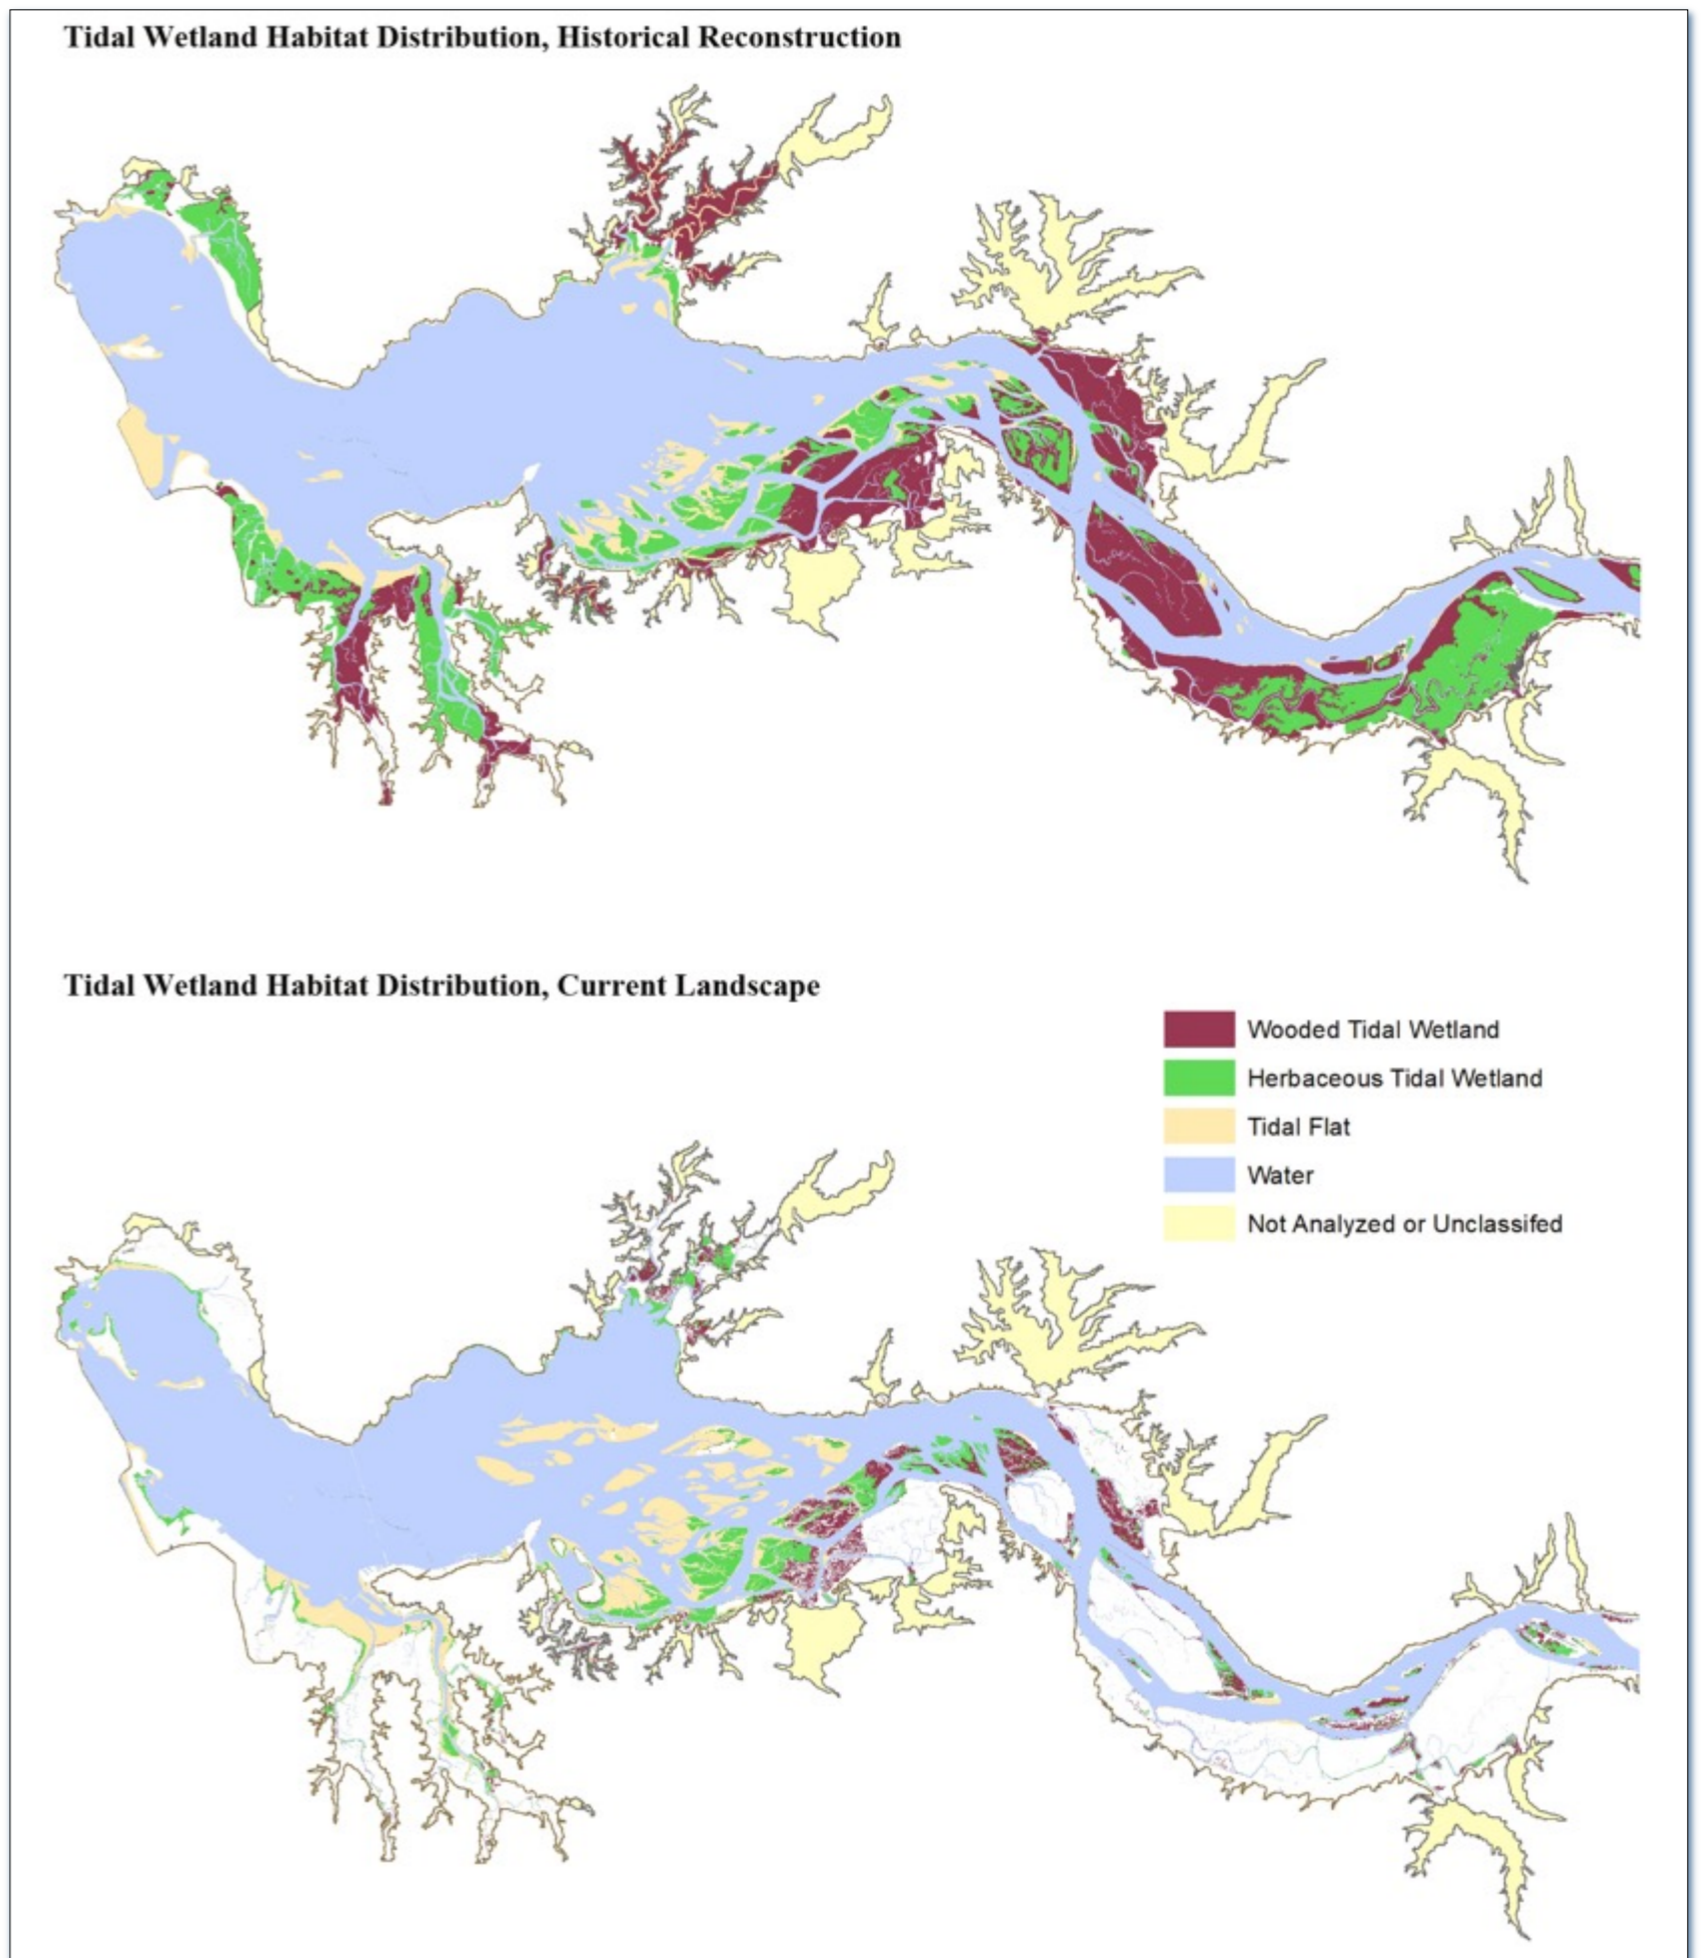 Tidal Wetland Habitat Distribution, Historical Reconstruction
Tidal Wetland Habitat Distribution, Current Landscape
Wooded Tidal Wetland
Herbaceous Tidal Wetland
Tidal Flat
Water
Not Analyzed or Unclassifed